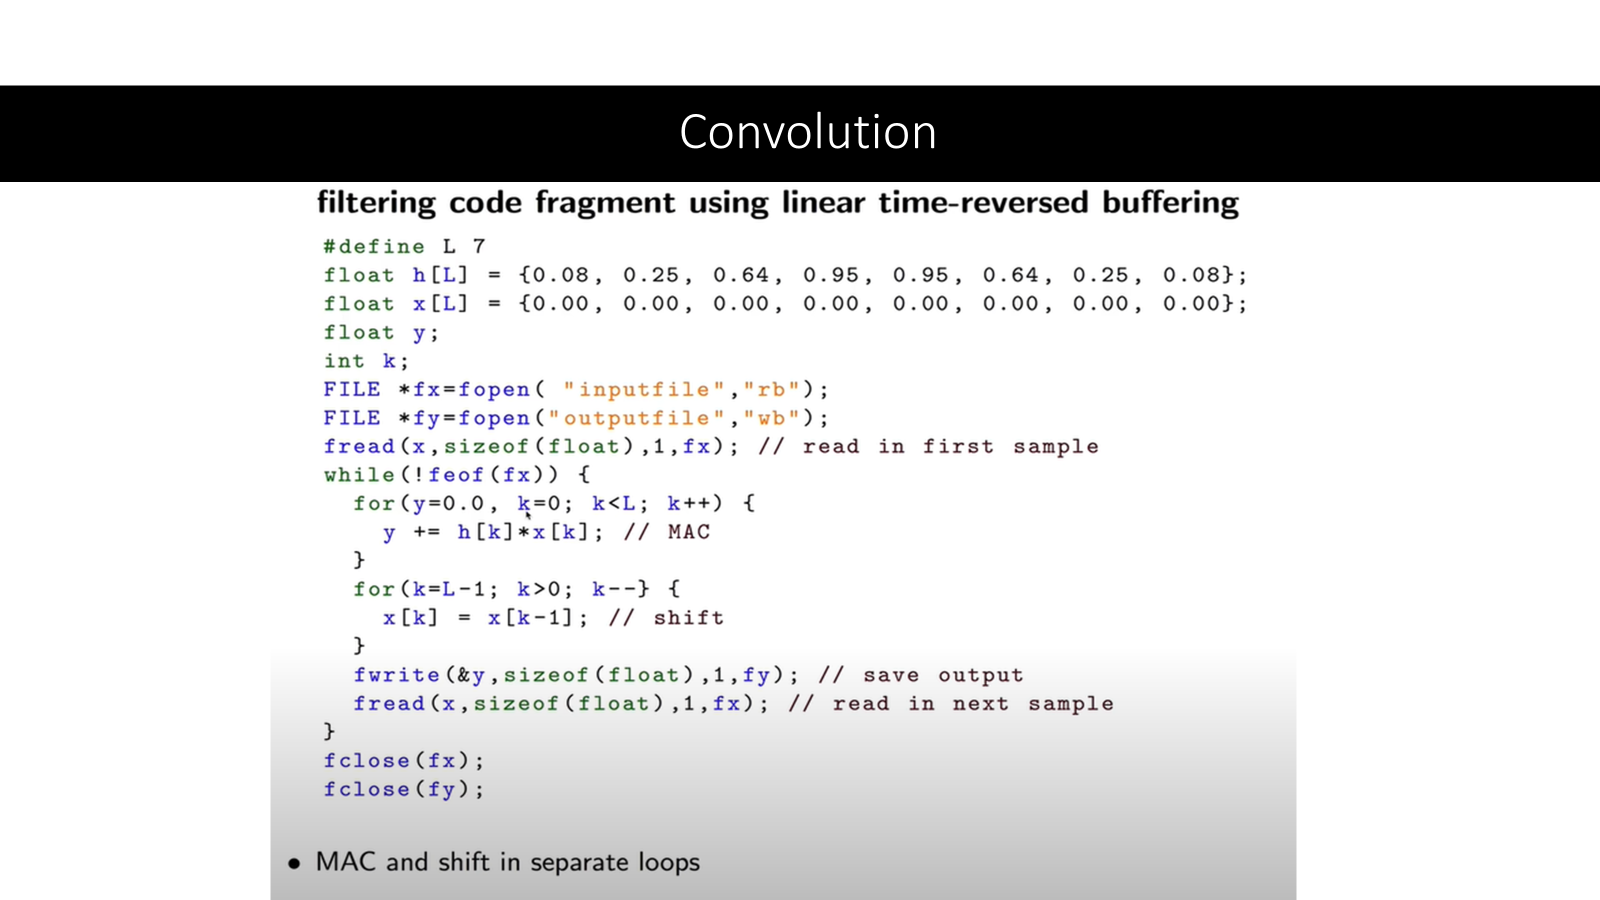 Convolution
filtering code fragment using linear time-reversed buffering
#define L 7
float h[L] = {0.08, 0.25, 0.64, 0.95, 0.95, 0.64, 0.25, 0.08};
float x[L] = {0.00, 0.00, 0.00, 0.00, 0.00, 0.00, 0.00, 0.00};
float y;
int k;
FILE *fx=fopen( "inputfile","rb");
FILE *fy=fopen("outputfile","wb");
fread(x,sizeof(float),1,fx); // read in first sample
while(!feof(fx)) {
for(y=0.0, k=0; k<L; k++) {
y += h[k]*x[k]; // MAC
}
for(k=L-1; k>0; k--} {
x[k] = x[k-1]; // shift
}
fwrite(&y,sizeof(float),1,fy); // save output
fread(x,sizeof(float),1,fx); // read in next sample
}
fclose(fx);
fclose(fy);
• MAC and shift in separate loops